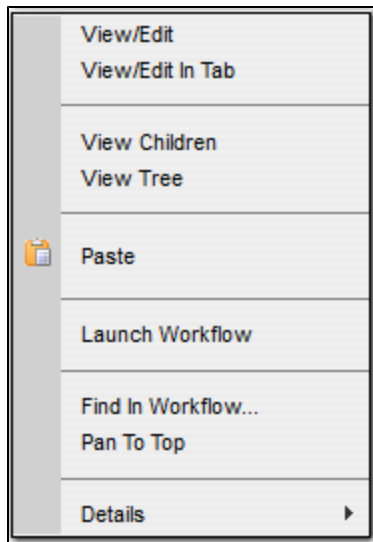 View/Edit
View/Edit In Tab
View Children
View Tree
Paste
Launch Workflow
Find In Workflow...
Pan To Top
Details